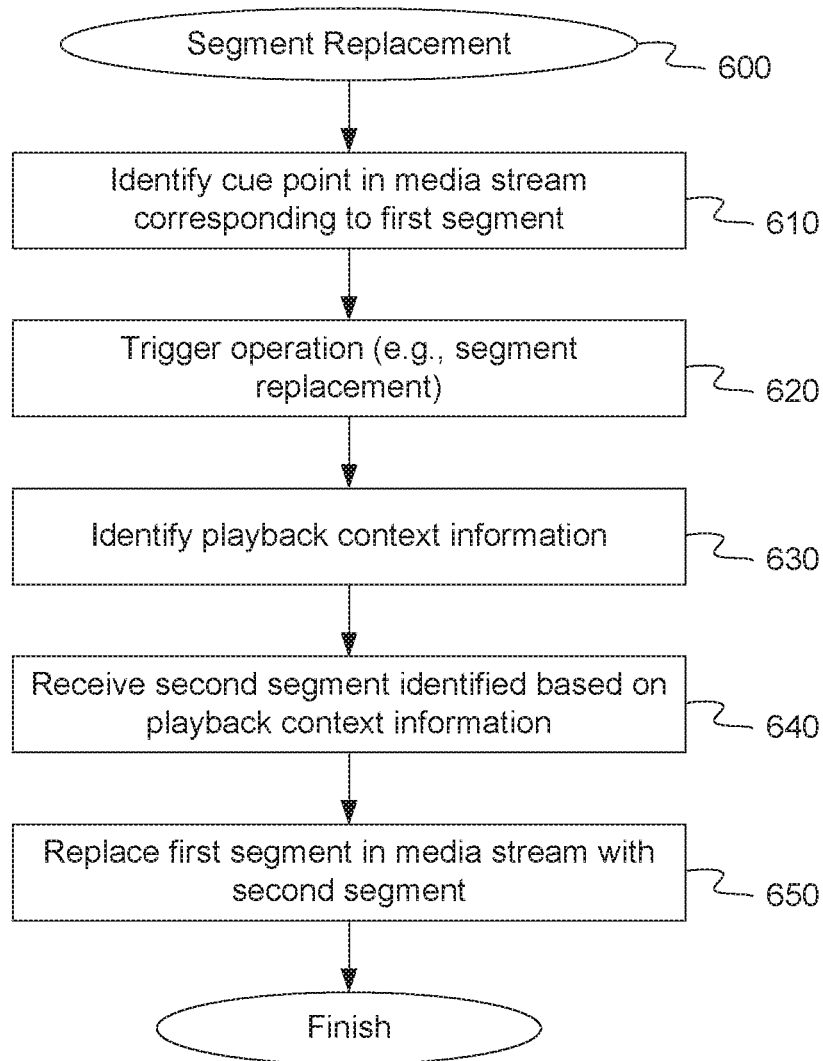 Segment Replacement
600
Identify cue point in media stream
corresponding to first segment
610
Trigger operation (e.g., segment
replacement)
620
Identify playback context information
630
Receive second segment identified based on
playback context information
640
Replace first segment in media stream with
second segment
650
Finish